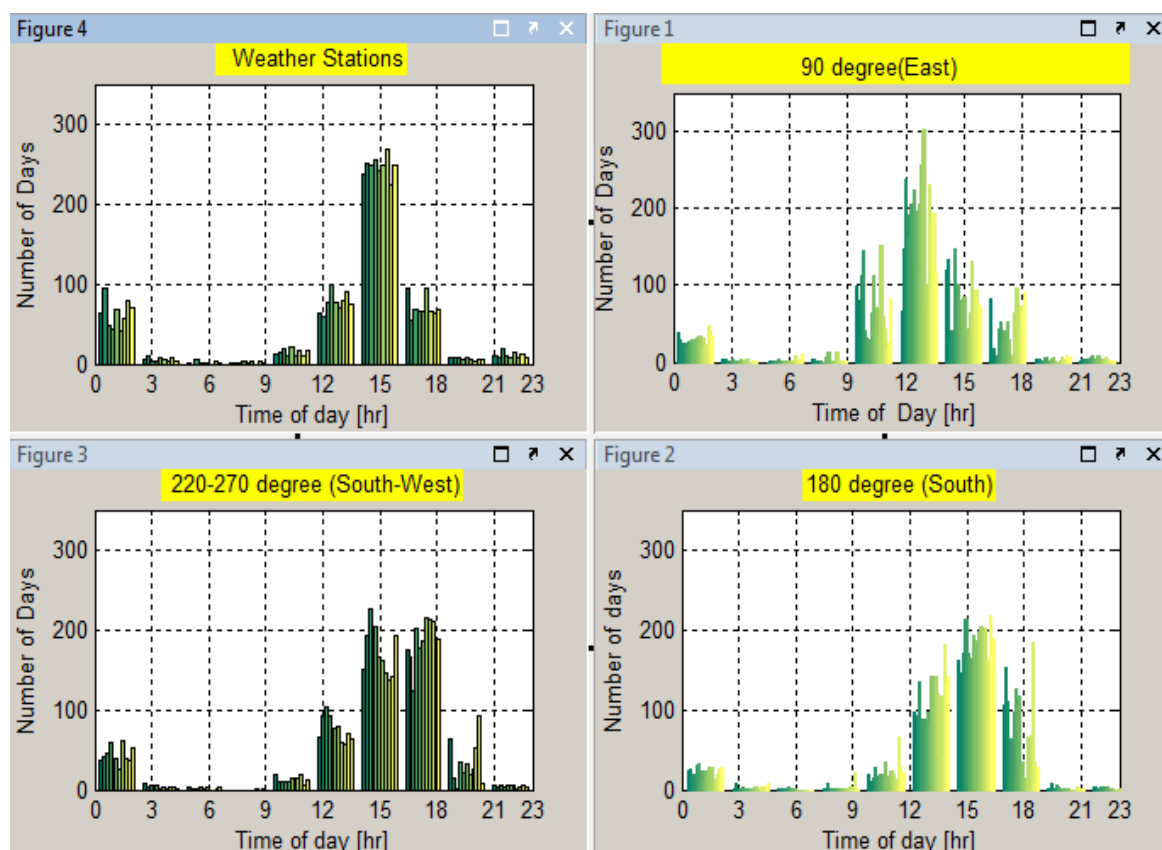 Figure 4
Weather Stations
Number of Days
300
200
100
0
0 3 6 9 12 15 18 21 23
Time of day [hr]
Figure 1
90 degree(East)
Number of Days
300
200
100
0
0 3 6 9 12 15 18 21 23
Time of Day [hr]
Figure 3
220-270 degree (South-West)
Number of Days
300
200
100
0
0 3 6 9 12 15 18 21 23
Time of day [hr]
Figure 2
180 degree (South)
Number of days
300
200
100
0
0 3 6 9 12 15 18 21 23
Time of day [hr]